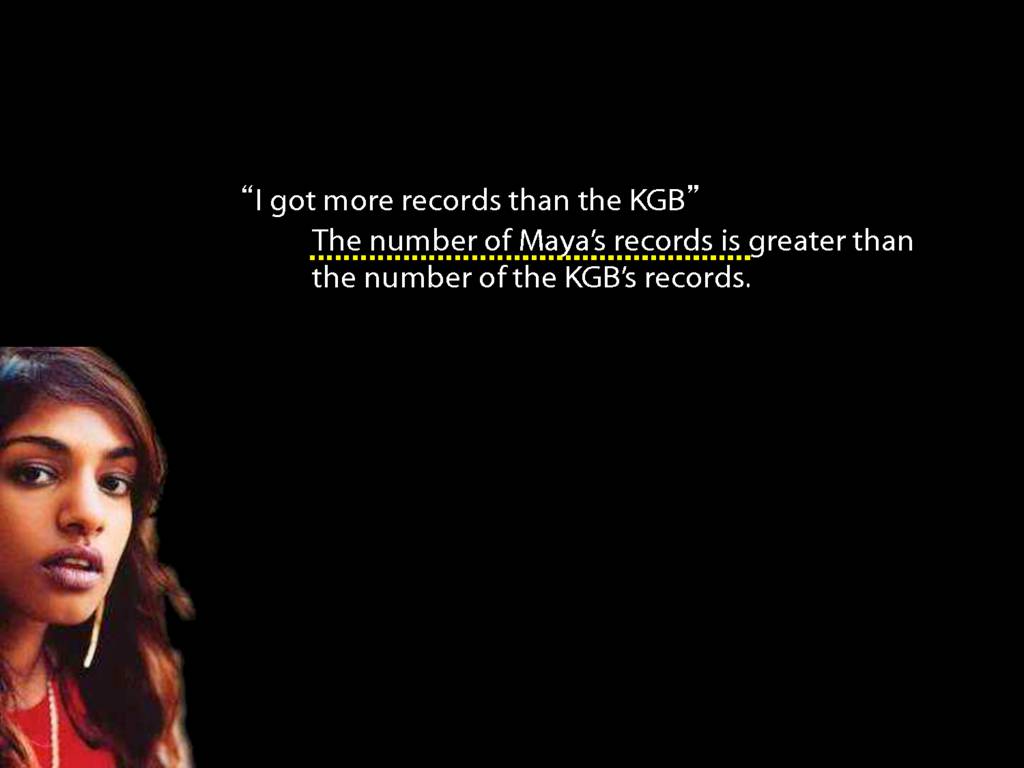 “I got more records than the KGB”
The number of Maya’s records is greater than
the number of the KGB’s records.